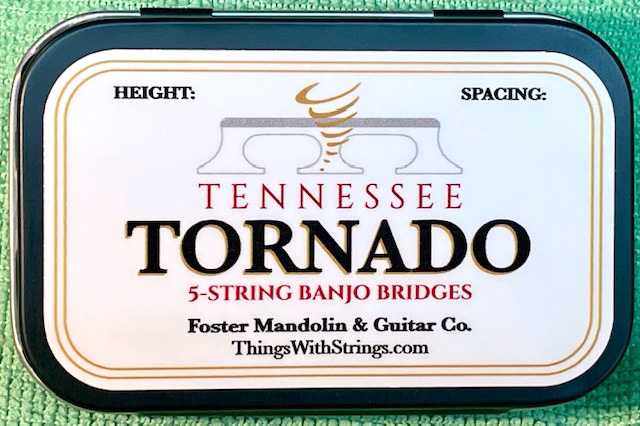 HEIGHT: SPACING:
TENNESSEE
TORNADO
5-STRING BANJO BRIDGES
Foster Mandolin & Guitar Co.
ThingsWithStrings.com